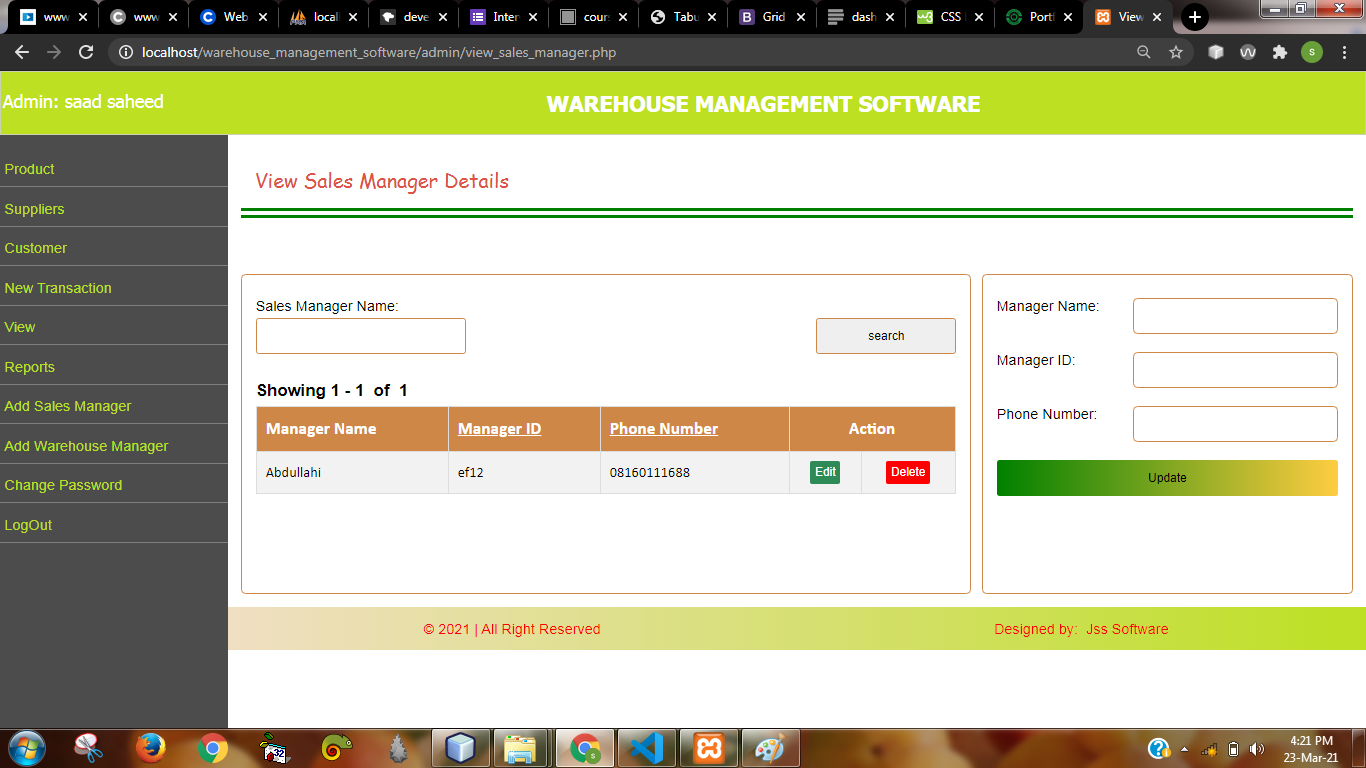 www
www
Web
locall
deve
Inter
cours
Tabu
Grid
dash
CSS
Portf
View
localhost/warehouse_management_software/admin/view_sales_manager.php
s
Admin: saad saheed
WAREHOUSE MANAGEMENT SOFTWARE
Product
Suppliers
Customer
New Transaction
View
Reports
Add Sales Manager
Add Warehouse Manager
Change Password
LogOut
View Sales Manager Details
Sales Manager Name:
search
Showing 1 - 1 of 1
Manager Name Manager ID Phone Number Action
Abdullahi ef12 08160111688 Edit Delete
Manager Name:
Manager ID:
Phone Number:
Update
© 2021 | All Right Reserved
Designed by: Jss Software
4:21 PM
23-Mar-21